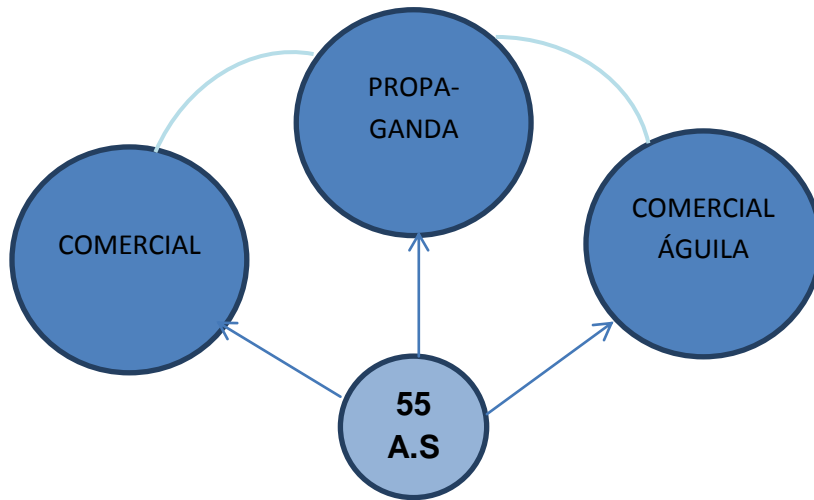 PROPA-
GANDA
COMERCIAL
COMERCIAL
ÁGUILA
55
A.S